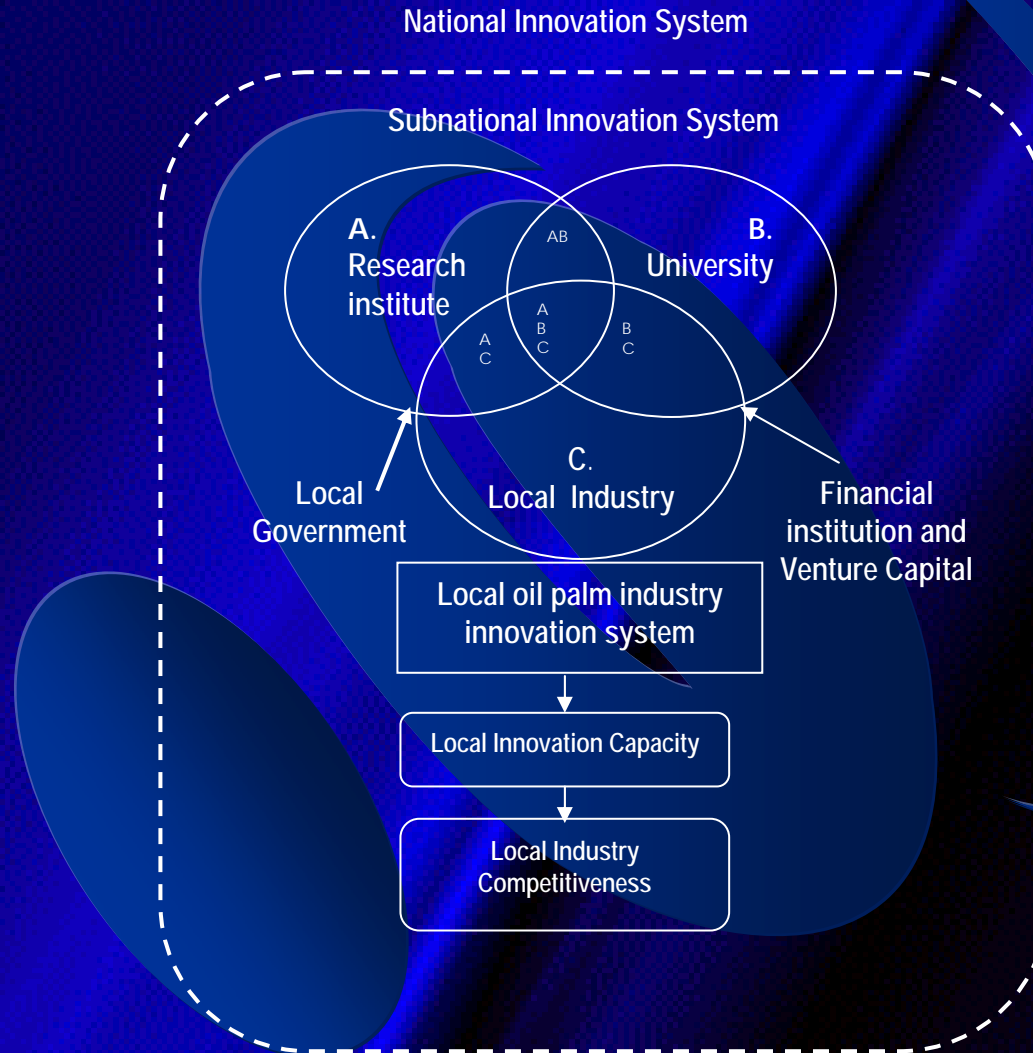 National Innovation System
Subnational Innovation System
A.
Research
institute
AB
B.
University
A
C
A
B
C
B
C
C.
Local Industry
Local
Government
Financial
institution and
Venture Capital
Local oil palm industry
innovation system
Local Innovation Capacity
Local Industry
Competitiveness